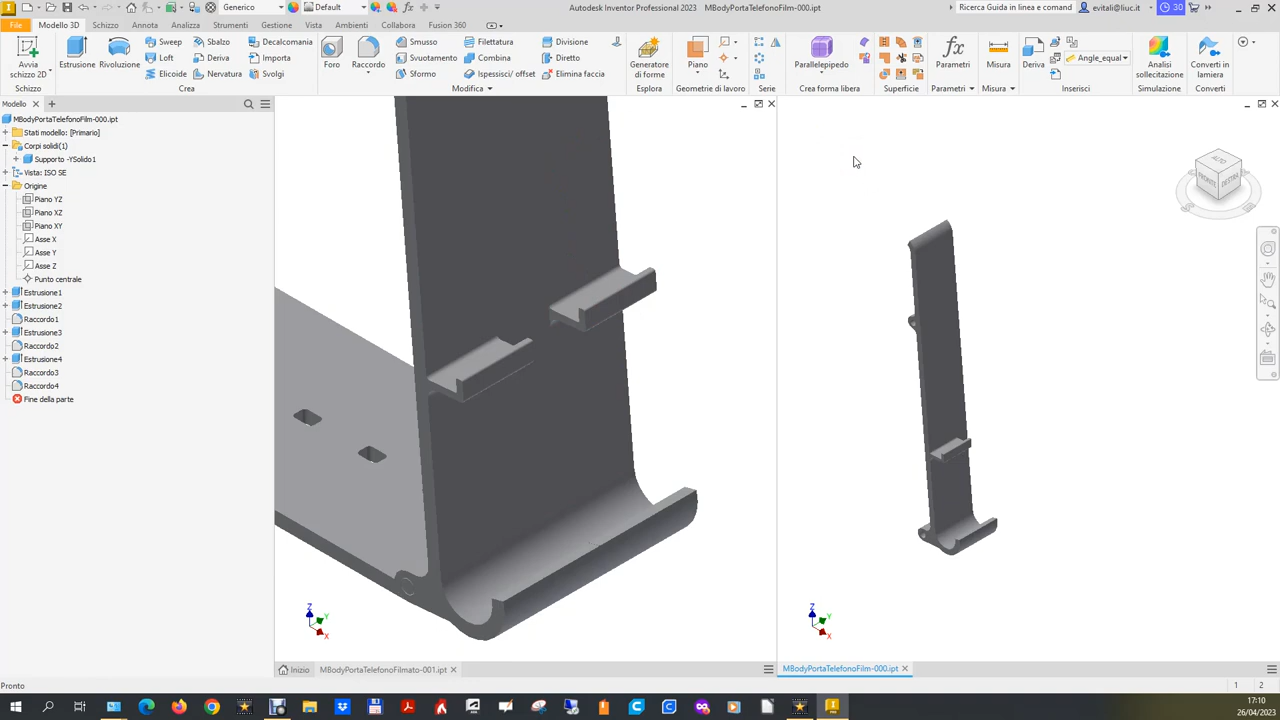 Generico
Default
Autodesk Inventor Professional 2023 MBodyPortaTelefonoFilm-000.ipt
Ricerca Guida in linea e comand
evitali@liuc.it
30
File
Modello 3D
Schizzo
Annota
Analizza
Strumenti
Gestione
Vista
Ambienti
Collabora
Fusion 360
Avvia
schizzo 2D
Estrusione
Rivoluzione
Sweep
Loft
Elicoide
Sbalzo
Deriva
Nervatura
Decalcomania
Importa
Svolgi
Foro
Raccordo
Smusso
Svuotamento
Sformo
Filettatura
Combina
Ispessisci/ offset
Divisione
Diretto
Elimina faccia
Generatore
di forme
Piano
Parallelepipedo
Parametri
Misura
Deriva
Angle_equal
Analisi
sollecitazione
Converti in
lamiera
Schizzo
Crea
Modifica
Esplora
Geometrie di lavoro
Serie
Crea forma libera
Superficie
Parametri
Misura
Inserisci
Simulazione
Converti
Modello
MBodyPortaTelefonoFilm-000.ipt
Stati modello: [Primario]
Corpi solidi(1)
Supporto -YSolido1
Vista: ISO SE
Origine
Piano YZ
Piano XZ
Piano XY
Asse X
Asse Y
Asse Z
Punto centrale
Estrusione1
Estrusione2
Raccordo1
Estrusione3
Raccordo2
Estrusione4
Raccordo3
Raccordo4
Fine della parte
ALTO
FRONTE
DESTRA
Z
Y
X
Z
Y
X
Inizio
MBodyPortaTelefonoFilmato-001.ipt
MBodyPortaTelefonoFilm-000.ipt
Pronto
1
2
17:10
26/04/2023